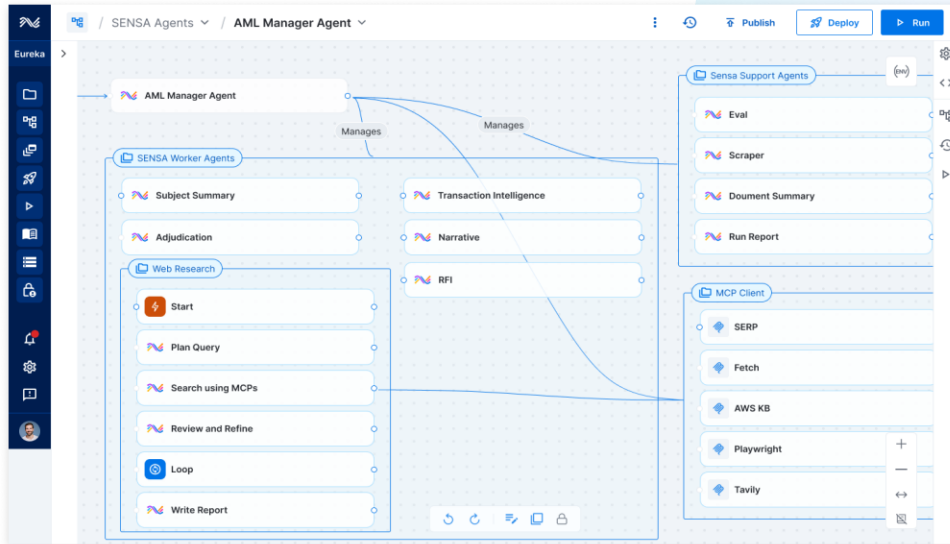 / SENSA Agents / AML Manager Agent
Publish
Deploy
Run
Eureka
AML Manager Agent
Manages
Manages
SENSA Worker Agents
Subject Summary
Transaction Intelligence
Adjudication
Narrative
RFI
Web Research
Start
Plan Query
Search using MCPs
Review and Refine
Loop
Write Report
Sensa Support Agents
(ENV)
Eval
Scraper
Doument Summary
Run Report
MCP Client
SERP
Fetch
AWS KB
Playwright
Tavily